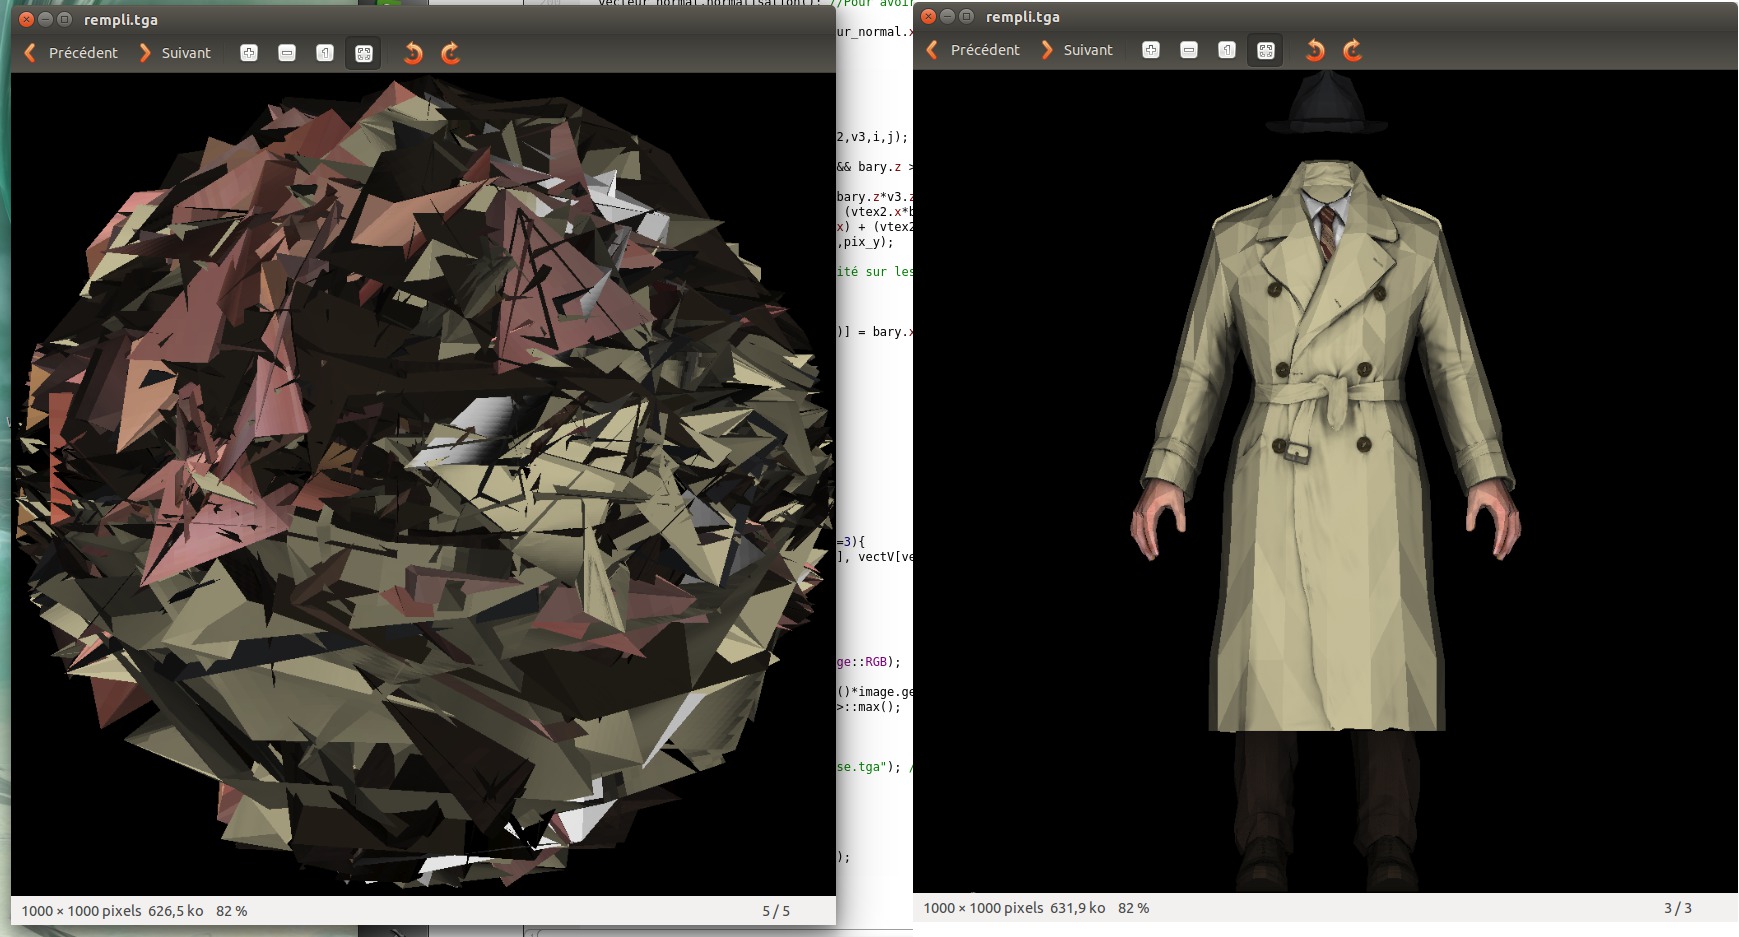 rempli.tga
Précédent
Suivant
1000 × 1000 pixels 626,5 ko 82 %
5 / 5
//Pour avoir
ur_normal.x
2,v3,i,j);
&& bary.z >
bary.z*v3.z
(vtex2.x*b
x) + (vtex2
,pix_y);
ité sur les
)] = bary.x
=3){
], vectV[ve
ge::RGB);
()*image.ge
>::max();
se.tga"); /
);
rempli.tga
Précédent
Suivant
1000 × 1000 pixels 631,9 ko 82 %
3 / 3